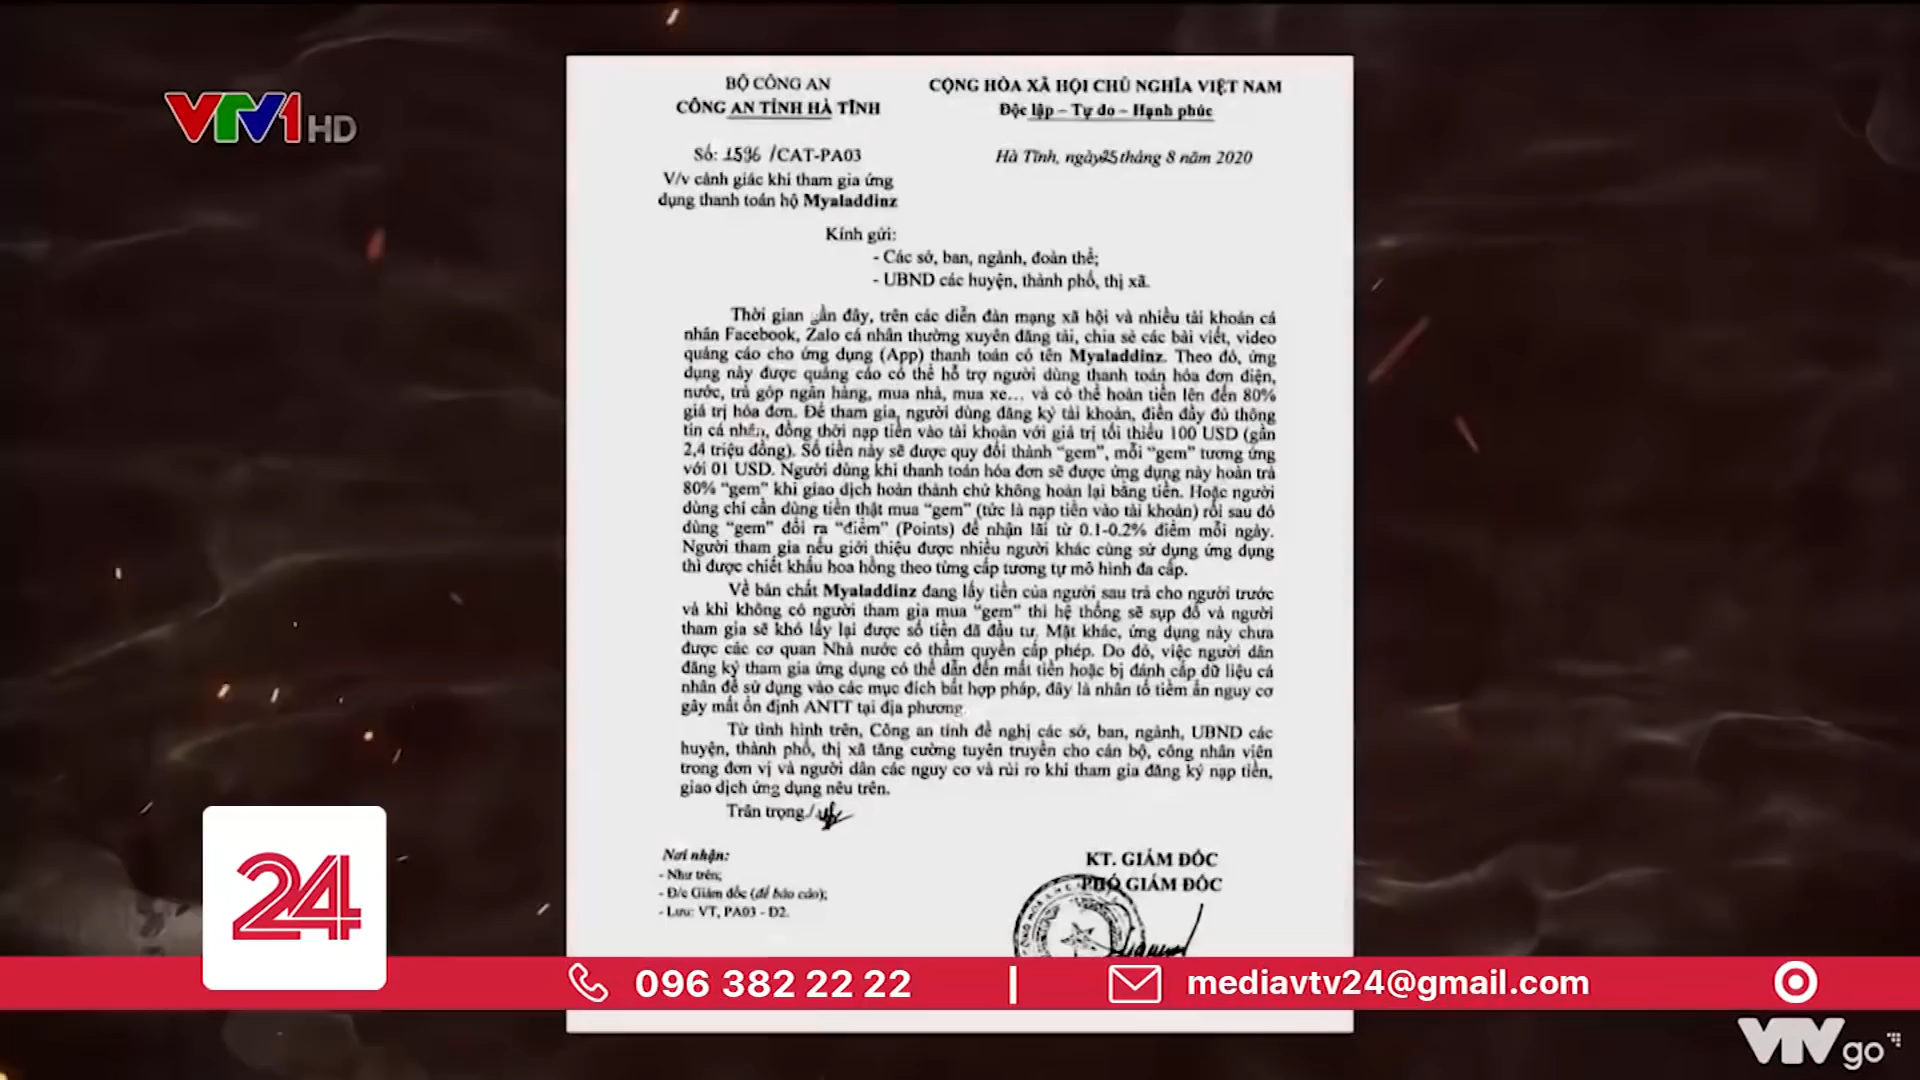 VTV1 HD
BỘ CÔNG AN
CÔNG AN TỈNH HÀ TĨNH
CỘNG HÒA XÃ HỘI CHỦ NGHĨA VIỆT NAM
Độc lập – Tự do – Hạnh phúc
Số: 1596 /CAT-PA03
Hà Tĩnh, ngày 25 tháng 8 năm 2020
V/v cảnh giác khi tham gia ứng
dụng thanh toán hộ Myaladdinz
Kính gửi:
- Các sở, ban, ngành, đoàn thể;
- UBND các huyện, thành phố, thị xã.
Thời gian gần đây, trên các diễn đàn mạng xã hội và nhiều tài khoản cá
nhân Facebook, Zalo cá nhân thường xuyên đăng tải, chia sẻ các bài viết, video
quảng cáo cho ứng dụng (App) thanh toán có tên Myaladdinz. Theo đó, ứng
dụng này được quảng cáo có thể hỗ trợ người dùng thanh toán hóa đơn điện,
nước, trả góp ngân hàng, mua nhà, mua xe... và có thể hoàn tiền lên đến 80%
giá trị hóa đơn. Để tham gia, người dùng đăng ký tài khoản, điền đầy đủ thông
tin cá nhân, đồng thời nạp tiền vào tài khoản với giá trị tối thiểu 100 USD (gần
2,4 triệu đồng). Số tiền này sẽ được quy đổi thành “gem”, mỗi “gem” tương ứng
với 01 USD. Người dùng khi thanh toán hóa đơn sẽ được ứng dụng này hoàn trả
80% “gem” khi giao dịch hoàn thành chứ không hoàn lại bằng tiền. Hoặc người
dùng chỉ cần dùng tiền thật mua “gem” (tức là nạp tiền vào tài khoản) rồi sau đó
dùng “gem” đổi ra “điểm” (Points) để nhận lãi từ 0.1-0.2% điểm mỗi ngày.
Người tham gia nếu giới thiệu được nhiều người khác cùng sử dụng ứng dụng
thì được chiết khấu hoa hồng theo từng cấp tương tự mô hình đa cấp.
Về bản chất Myaladdinz đang lấy tiền của người sau trả cho người trước
và khi không có người tham gia mua “gem” thì hệ thống sẽ sụp đổ và người
tham gia sẽ khó lấy lại được số tiền đã đầu tư. Mặt khác, ứng dụng này chưa
được các cơ quan Nhà nước có thẩm quyền cấp phép. Do đó, việc người dân
đăng ký tham gia ứng dụng có thể dẫn đến mất tiền hoặc bị đánh cắp dữ liệu cá
nhân để sử dụng vào các mục đích bất hợp pháp, đây là nhân tố tiềm ẩn nguy cơ
gây mất ổn định ANTT tại địa phương.
Từ tình hình trên, Công an tỉnh đề nghị các sở, ban, ngành, UBND các
huyện, thành phố, thị xã tăng cường tuyên truyền cho cán bộ, công nhân viên
trong đơn vị và người dân các nguy cơ và rủi ro khi tham gia đăng ký nạp tiền,
giao dịch ứng dụng nêu trên.
Trân trọng./.
Nơi nhận:
- Như trên;
- Đ/c Giám đốc (để báo cáo);
- Lưu: VT, PA03 - D2.
KT. GIÁM ĐỐC
PHÓ GIÁM ĐỐC
24
096 382 22 22
mediavtv24@gmail.com
VTV go